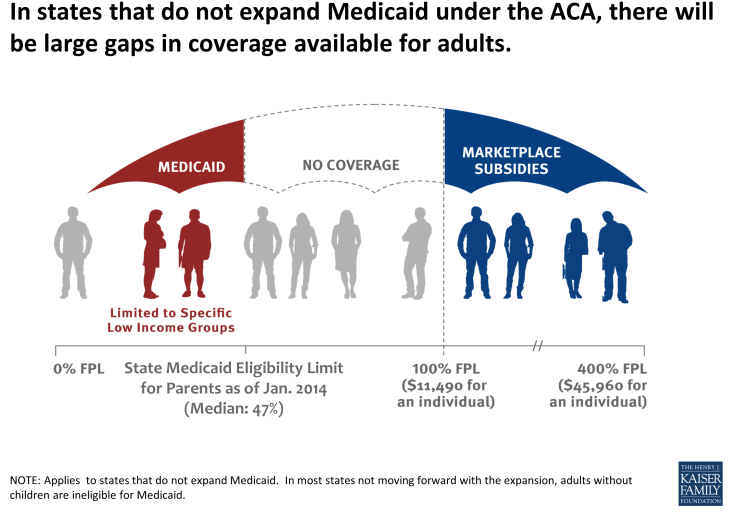 In states that do not expand Medicaid under the ACA, there will
be large gaps in coverage available for adults.
MEDICAID
NO COVERAGE
MARKETPLACE
SUBSIDIES
Limited to Specific
Low Income Groups
0% FPL
State Medicaid Eligibility Limit
for Parents as of Jan. 2014
(Median: 47%)
100% FPL
($11,490 for
an individual)
400% FPL
($45,960 for
an individual)
NOTE: Applies  to states that do not expand Medicaid.  In most states not moving forward with the expansion, adults without
children are ineligible for Medicaid.
THE HENRY J.
KAISER
FAMILY
FOUNDATION